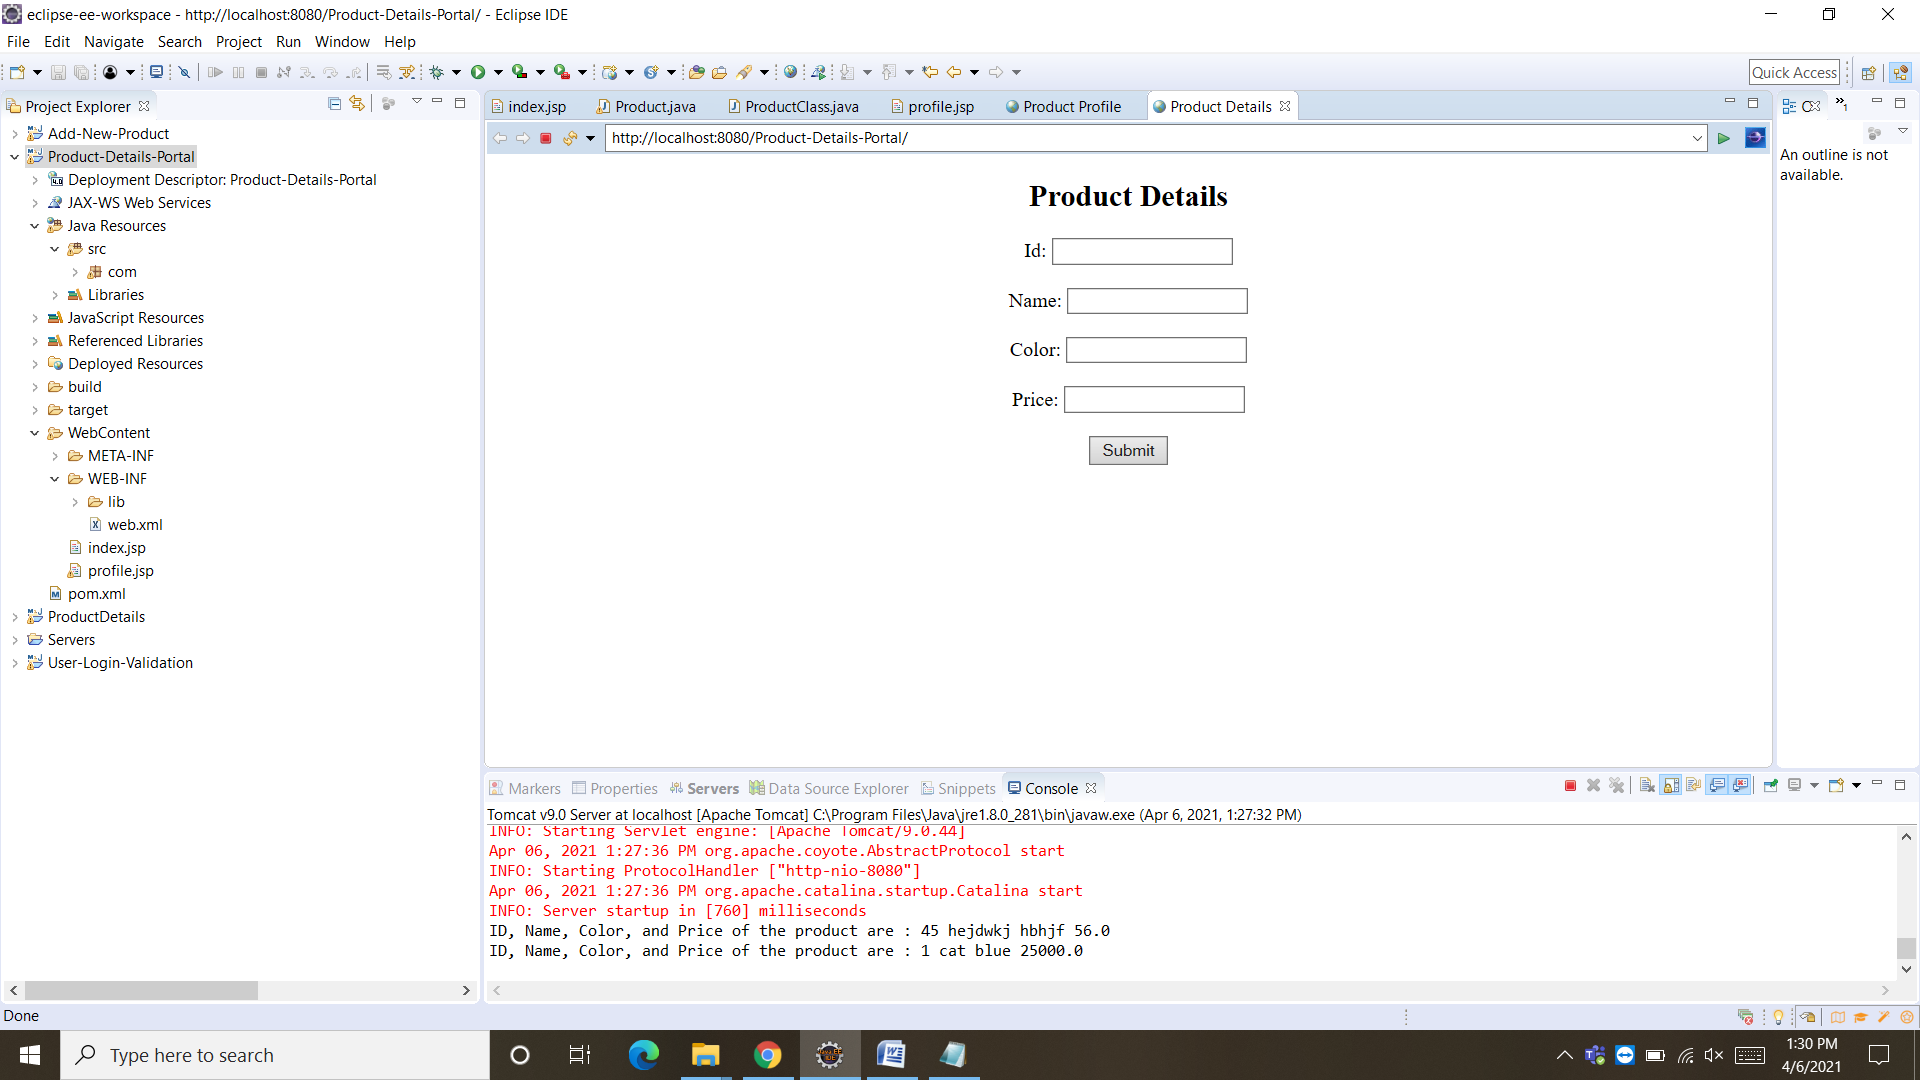 eclipse-ee-workspace - http://localhost:8080/Product-Details-Portal/ - Eclipse IDE
File Edit Navigate Search Project Run Window Help
Quick Access
Project Explorer
Add-New-Product
Product-Details-Portal
Deployment Descriptor: Product-Details-Portal
JAX-WS Web Services
Java Resources
src
com
Libraries
JavaScript Resources
Referenced Libraries
Deployed Resources
build
target
WebContent
META-INF
WEB-INF
lib
web.xml
index.jsp
profile.jsp
pom.xml
ProductDetails
Servers
User-Login-Validation
index.jsp Product.java ProductClass.java profile.jsp Product Profile Product Details
http://localhost:8080/Product-Details-Portal/
Product Details
Id:
Name:
Color:
Price:
Submit
An outline is not
available.
Markers Properties Servers Data Source Explorer Snippets Console
Tomcat v9.0 Server at localhost [Apache Tomcat] C:\Program Files\Java\jre1.8.0_281\bin\javaw.exe (Apr 6, 2021, 1:27:32 PM)
INFO: Starting Servlet engine: [Apache Tomcat/9.0.44]
Apr 06, 2021 1:27:36 PM org.apache.coyote.AbstractProtocol start
INFO: Starting ProtocolHandler ["http-nio-8080"]
Apr 06, 2021 1:27:36 PM org.apache.catalina.startup.Catalina start
INFO: Server startup in [760] milliseconds
ID, Name, Color, and Price of the product are : 45 hejdwkj hbhjf 56.0
ID, Name, Color, and Price of the product are : 1 cat blue 25000.0
Done
Type here to search
1:30 PM
4/6/2021